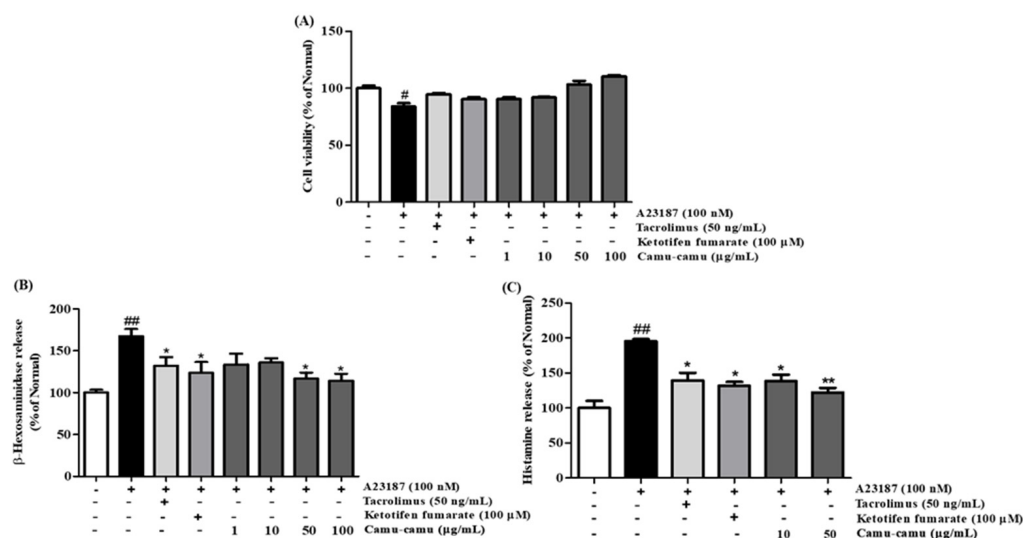 (A)
Cell viability (% of Normal)
150
100
50
0
#
- + + + + + + + A23187 (100 nM)
- - + - - - - - Tacrolimus (50 ng/mL)
- - - + - - - - Ketotifen fumarate (100 µM)
- - - - 1 10 50 100 Camu-camu (µg/mL)
(B)
β-Hexosaminidase release
(% of Normal)
200
150
100
50
0
## * * * *
- + + + + + + + A23187 (100 nM)
- - + - - - - - Tacrolimus (50 ng/mL)
- - - + - - - - Ketotifen fumarate (100 µM)
- - - - 1 10 50 100 Camu-camu (µg/mL)
(C)
Histamine release (% of Normal)
250
200
150
100
50
0
## * * * **
- + + + + + A23187 (100 nM)
- - + - - - Tacrolimus (50 ng/mL)
- - - + - - Ketotifen fumarate (100 µM)
- - - - 10 50 Camu-camu (µg/mL)